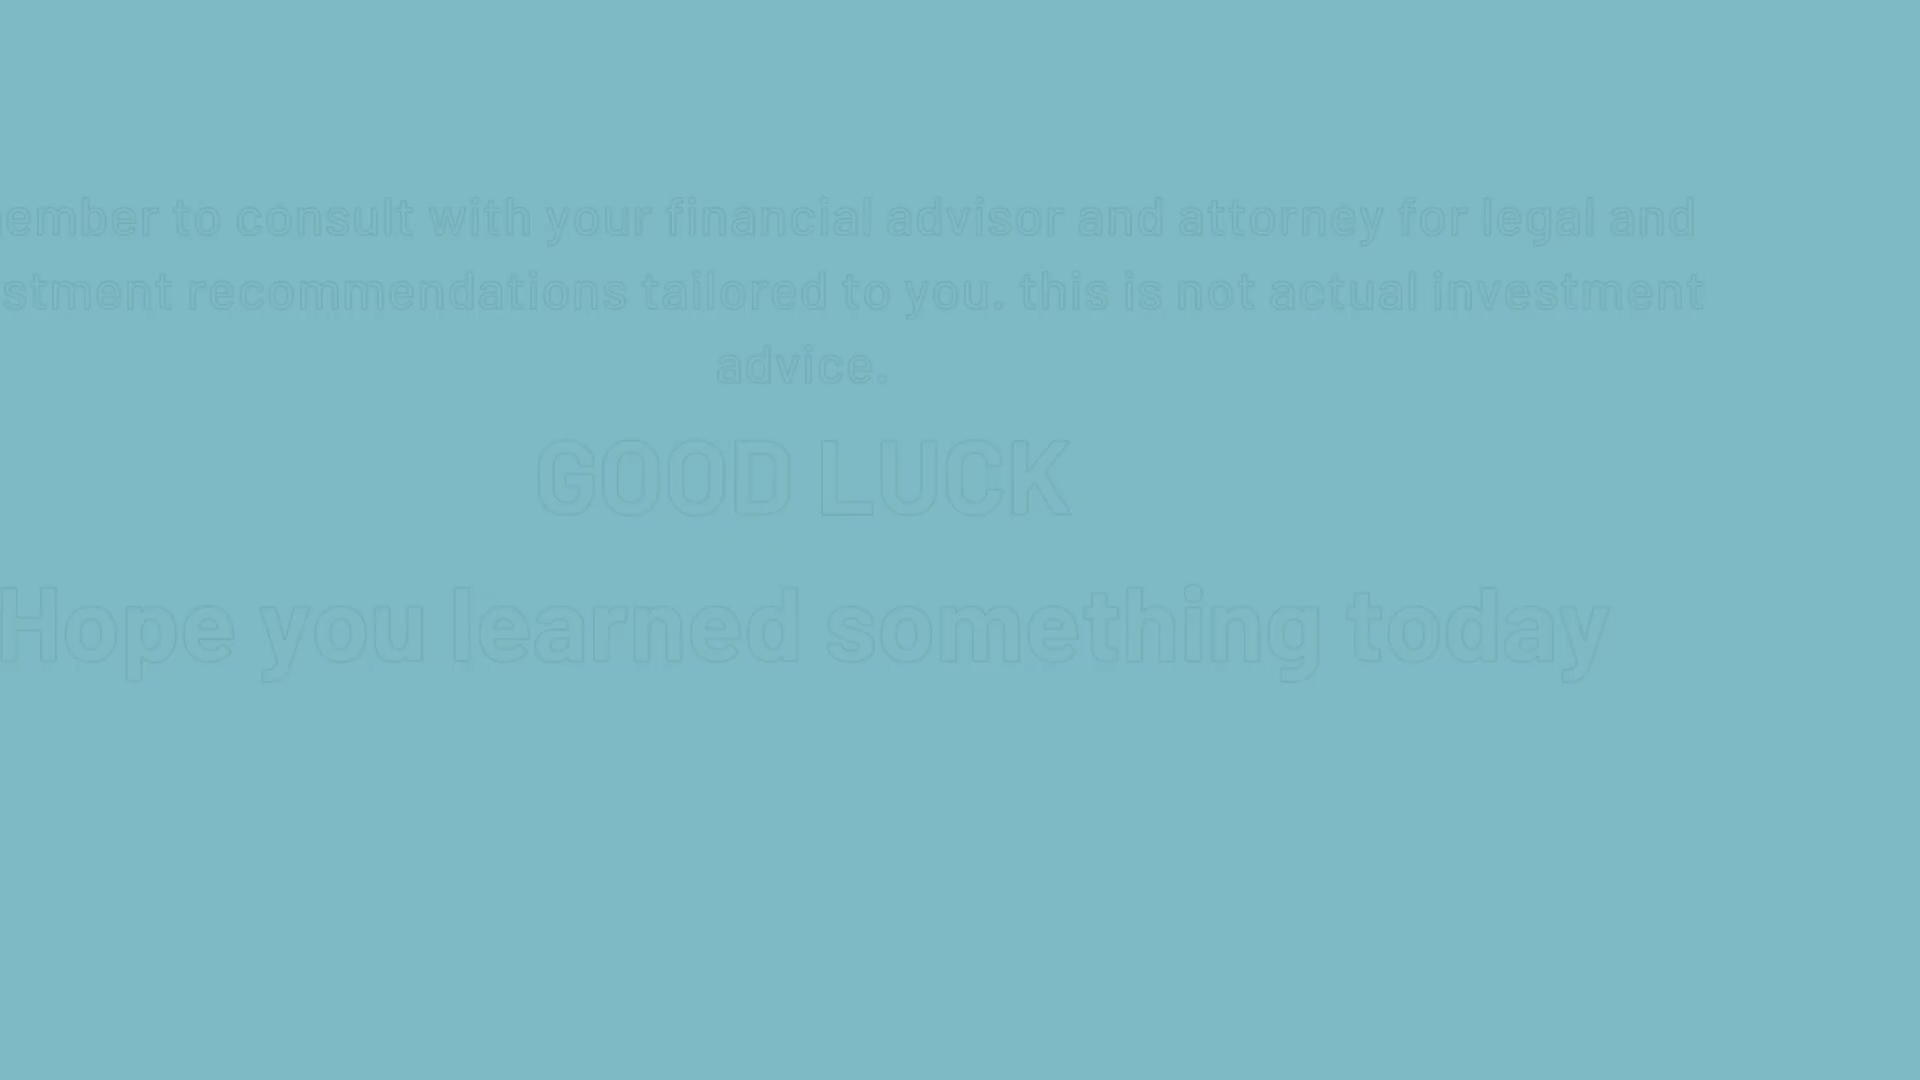 ember to consult with your financial advisor and attorney for legal and
stment recommendations tailored to you. this is not actual investment
advice.
GOOD LUCK
Hope you learned something today